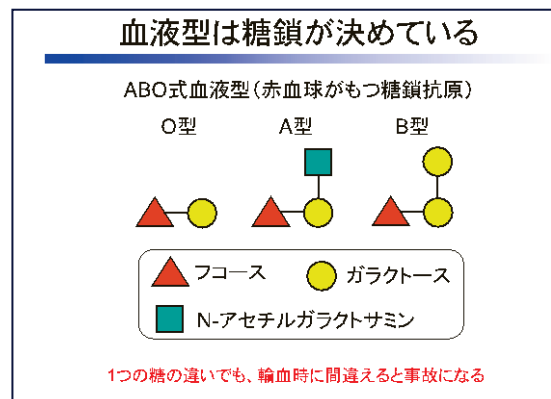 血液型は糖鎖が決めている
ABO式血液型(赤血球がもつ糖鎖抗原)
O型 A型 B型
フコース ガラクトース
N-アセチルガラクトサミン
1つの糖の違いでも、輸血時に間違えると事故になる